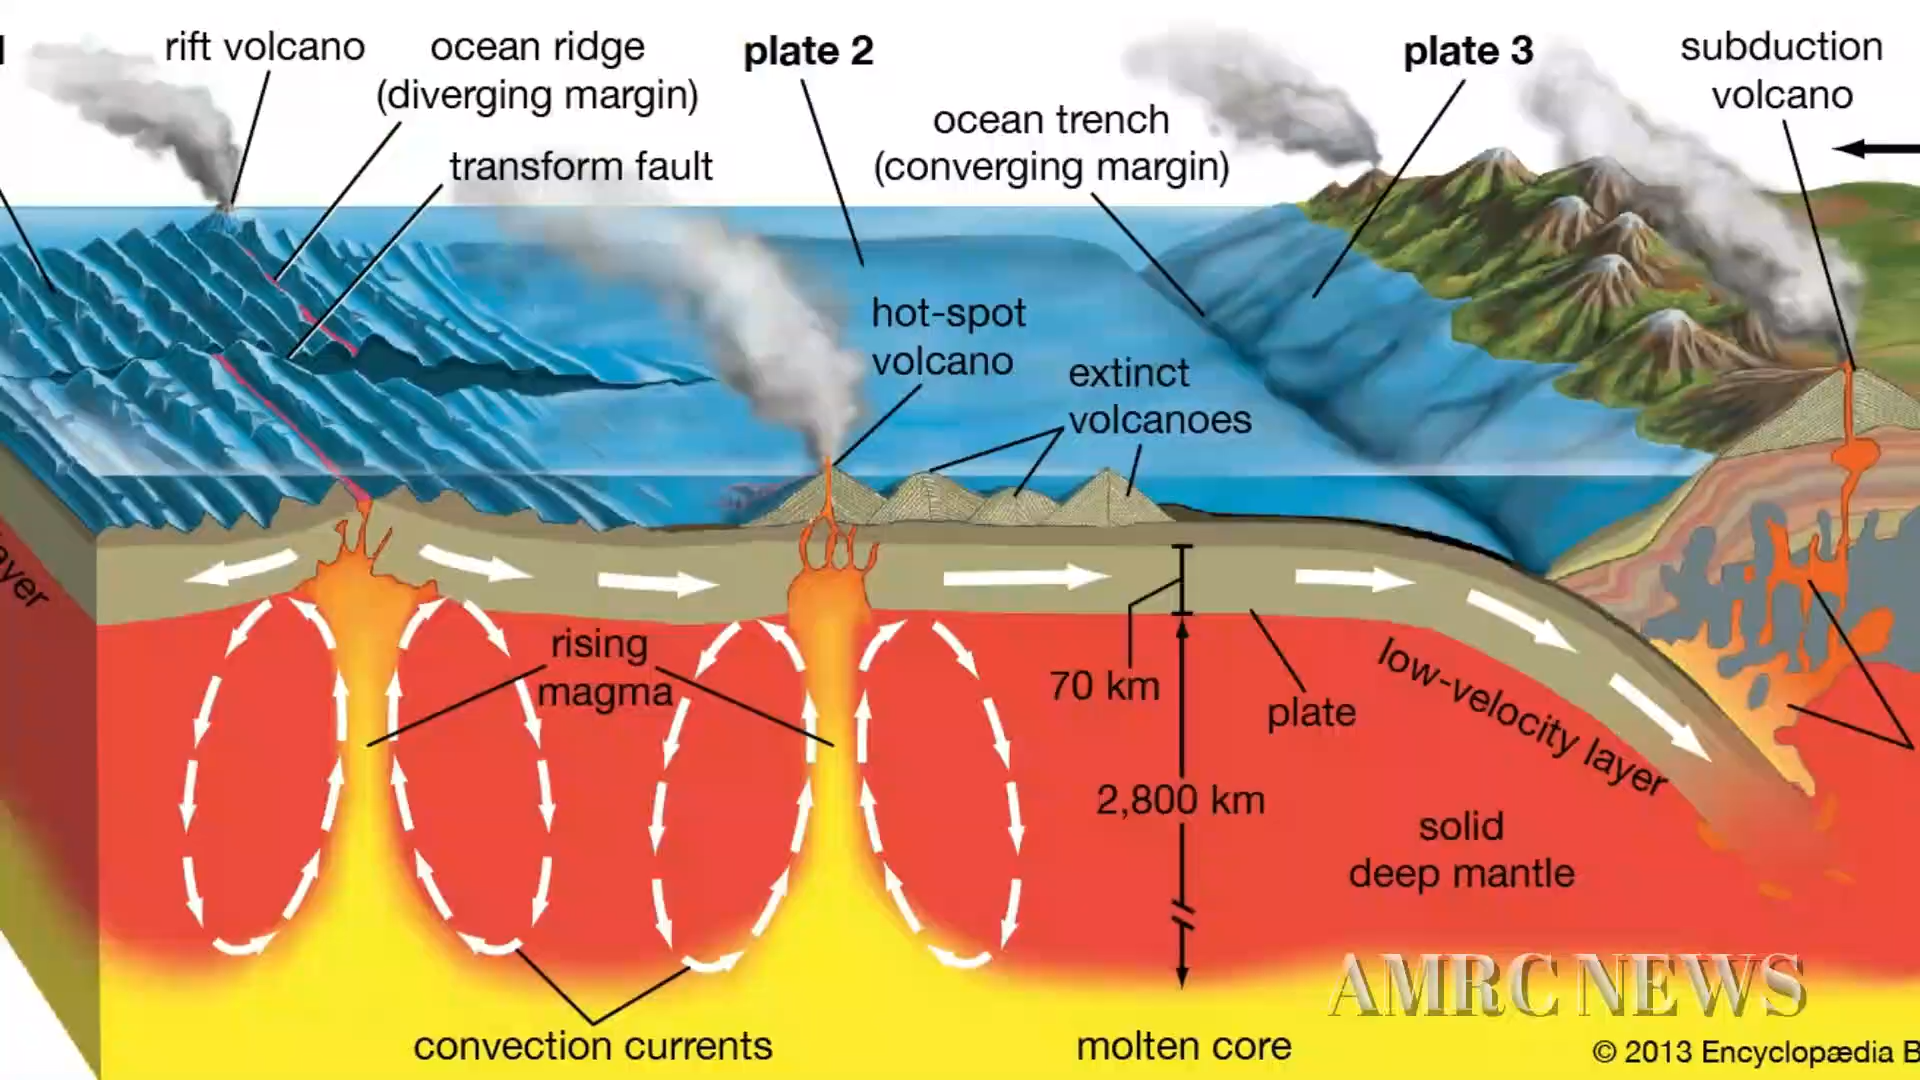 rift volcano
ocean ridge
(diverging margin)
transform fault
plate 2
ocean trench
(converging margin)
plate 3
subduction
volcano
hot-spot
volcano
extinct
volcanoes
rising
magma
70 km
plate
low-velocity layer
2,800 km
solid
deep mantle
convection currents
molten core
AMRC NEWS
© 2013 Encyclopædia B